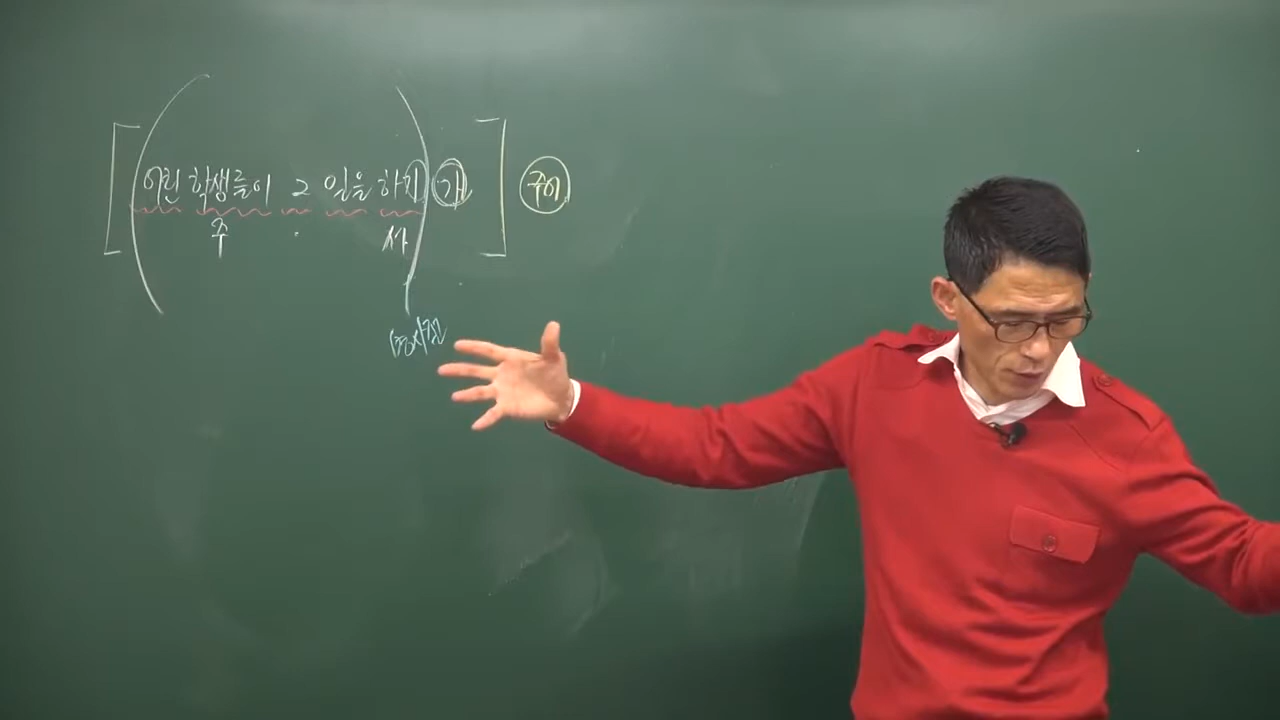 어린 학생들이 그 일을 하기 가 주어
주 서
명사절